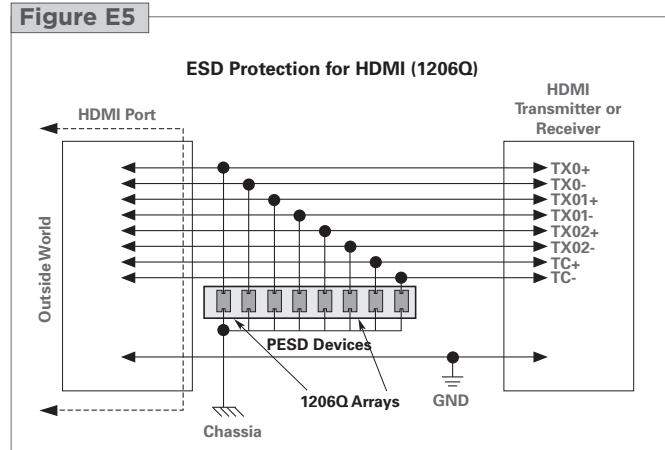 Figure E5
ESD Protection for HDMI (1206Q)
HDMI
Transmitter or
Receiver
HDMI Port
Outside World
TX0+
TX0-
TX01+
TX01-
TX02+
TX02-
TC+
TC-
PESD Devices
1206Q Arrays
GND
Chassia